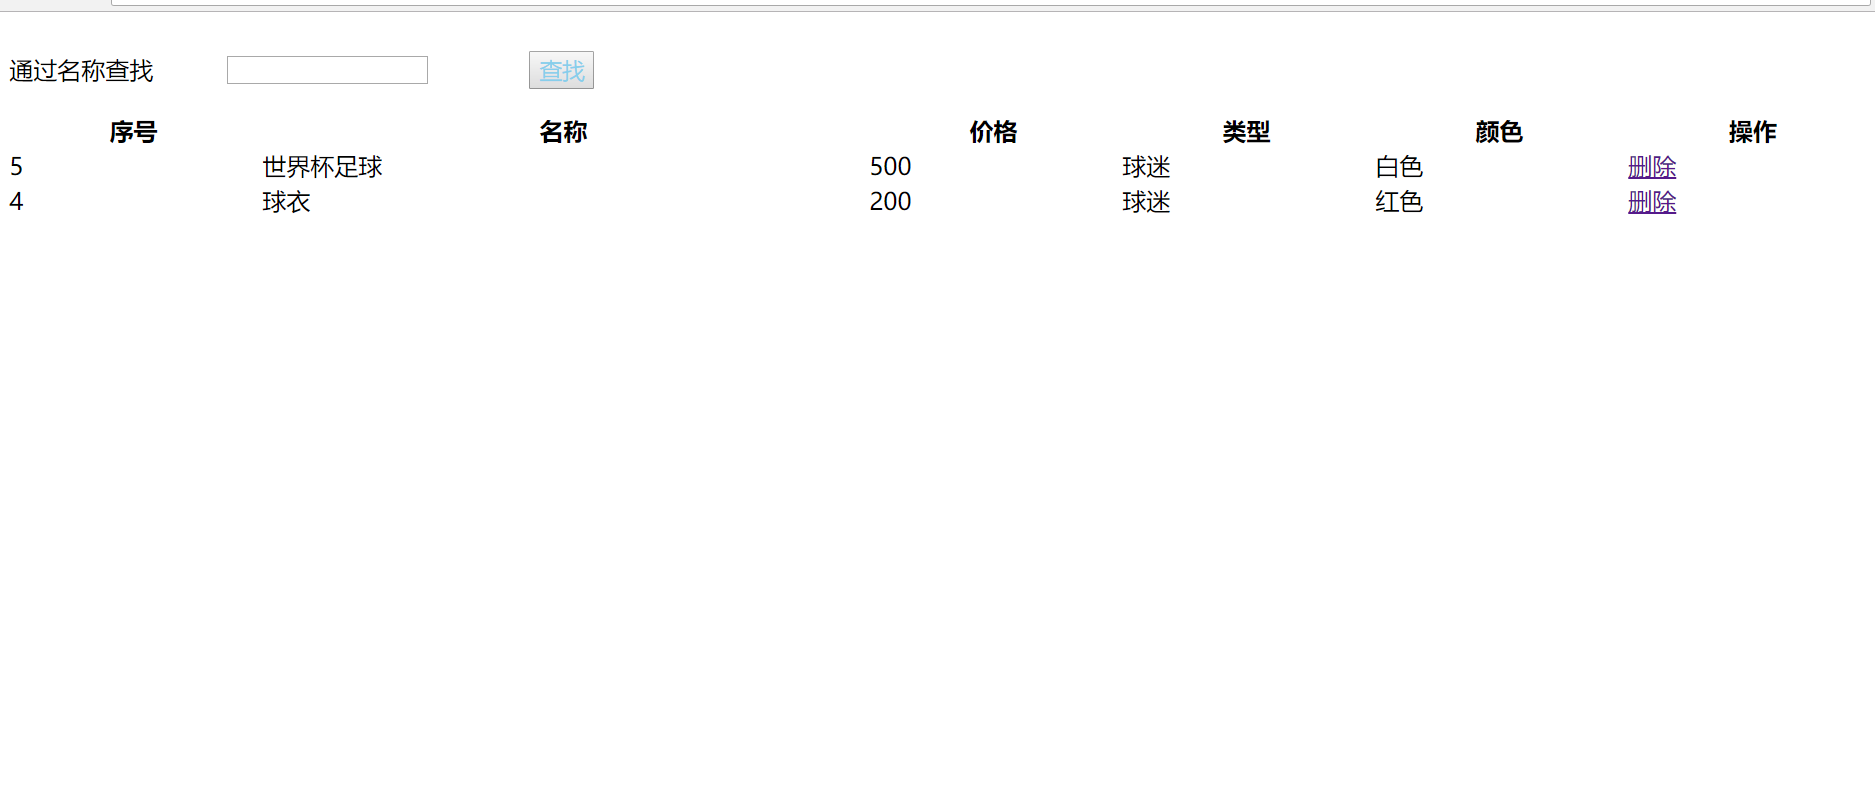 通过名称查找 查找
序号 名称 价格 类型 颜色 操作
5 世界杯足球 500 球迷 白色 删除
4 球衣 200 球迷 红色 删除